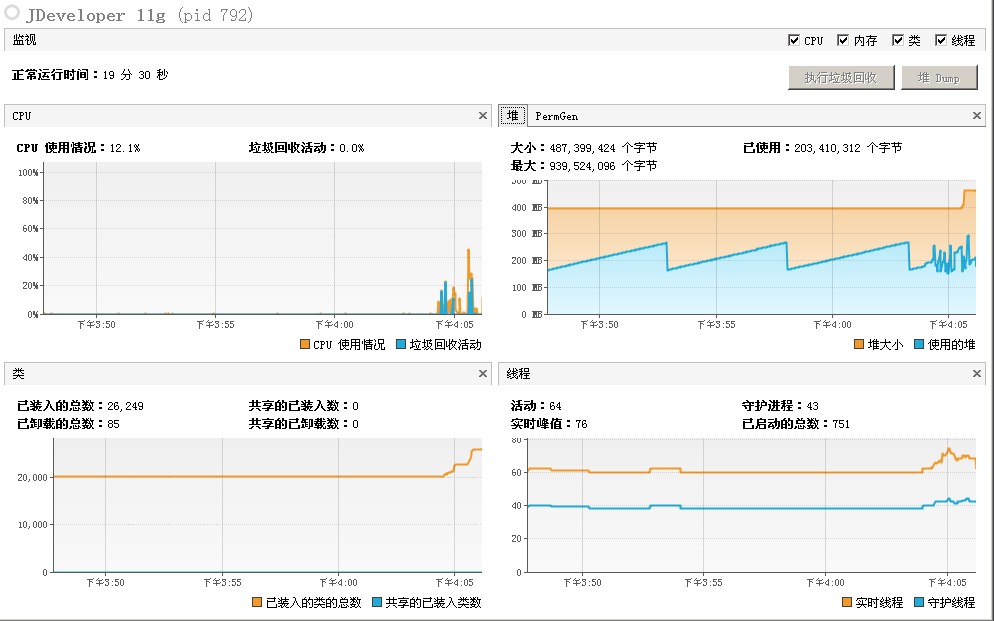 JDeveloper 11g (pid 792)
监视
CPU 内存 类 线程
正常运行时间：19 分 30 秒
执行垃圾回收 堆 Dump
CPU
CPU 使用情况：12.1% 垃圾回收活动：0.0%
100%
80%
60%
40%
20%
0%
下午3:50 下午3:55 下午4:00 下午4:05
CPU 使用情况 垃圾回收活动
堆 PermGen
大小：487,399,424 个字节 已使用：203,410,312 个字节
最大：939,524,096 个字节
500 MB
400 MB
300 MB
200 MB
100 MB
0 MB
下午3:50 下午3:55 下午4:00 下午4:05
堆大小 使用的堆
类
已装入的总数：26,249 共享的已装入数：0
已卸载的总数：85 共享的已卸载数：0
20,000
10,000
0
下午3:50 下午3:55 下午4:00 下午4:05
已装入的类的总数 共享的已装入类数
线程
活动：64 守护进程：43
实时峰值：76 已启动的总数：751
80
60
40
20
0
下午3:50 下午3:55 下午4:00 下午4:05
实时线程 守护线程